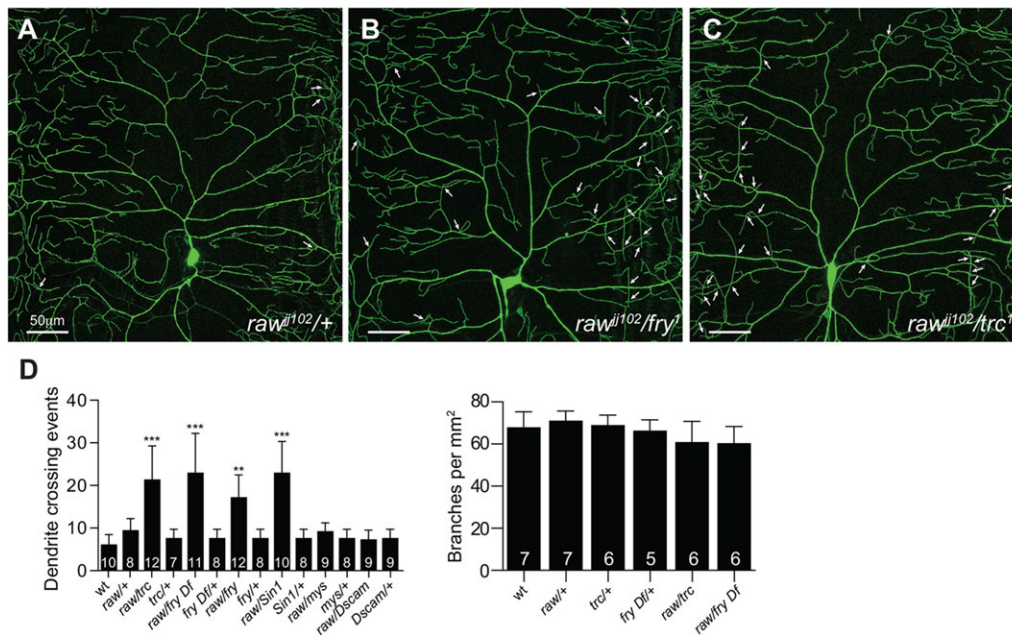 A
B
C
50µm
raw^jj102/+
raw^jj102/fry^1
raw^jj102/trc^1
D
Dendrite crossing events
40
30
20
10
0
*** *** ** ***
10 8 12 7 11 8 12 8 10 8 9 8 9 9
wt raw/+ raw/trc trc/+ raw/fry Df fry Df/+ raw/fry fry/+ raw/Sin1 Sin1/+ raw/mys mys/+ raw/Dscam Dscam/+
Branches per mm²
80
60
40
20
0
7 7 6 5 6 6
wt raw/+ trc/+ fry Df/+ raw/trc raw/fry Df